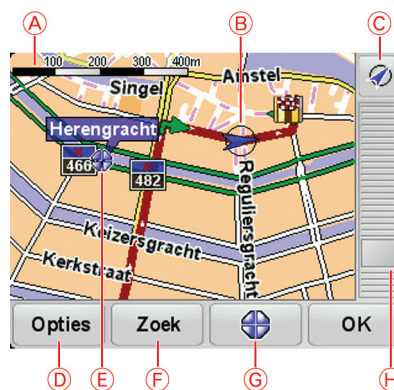 A
B
C
100 200 300 400m
Singel
Amstel
Herengracht
466
482
Reguliersgracht
Keizersgracht
Kerkstraat
Opties
Zoek
OK
D
E
F
G
H